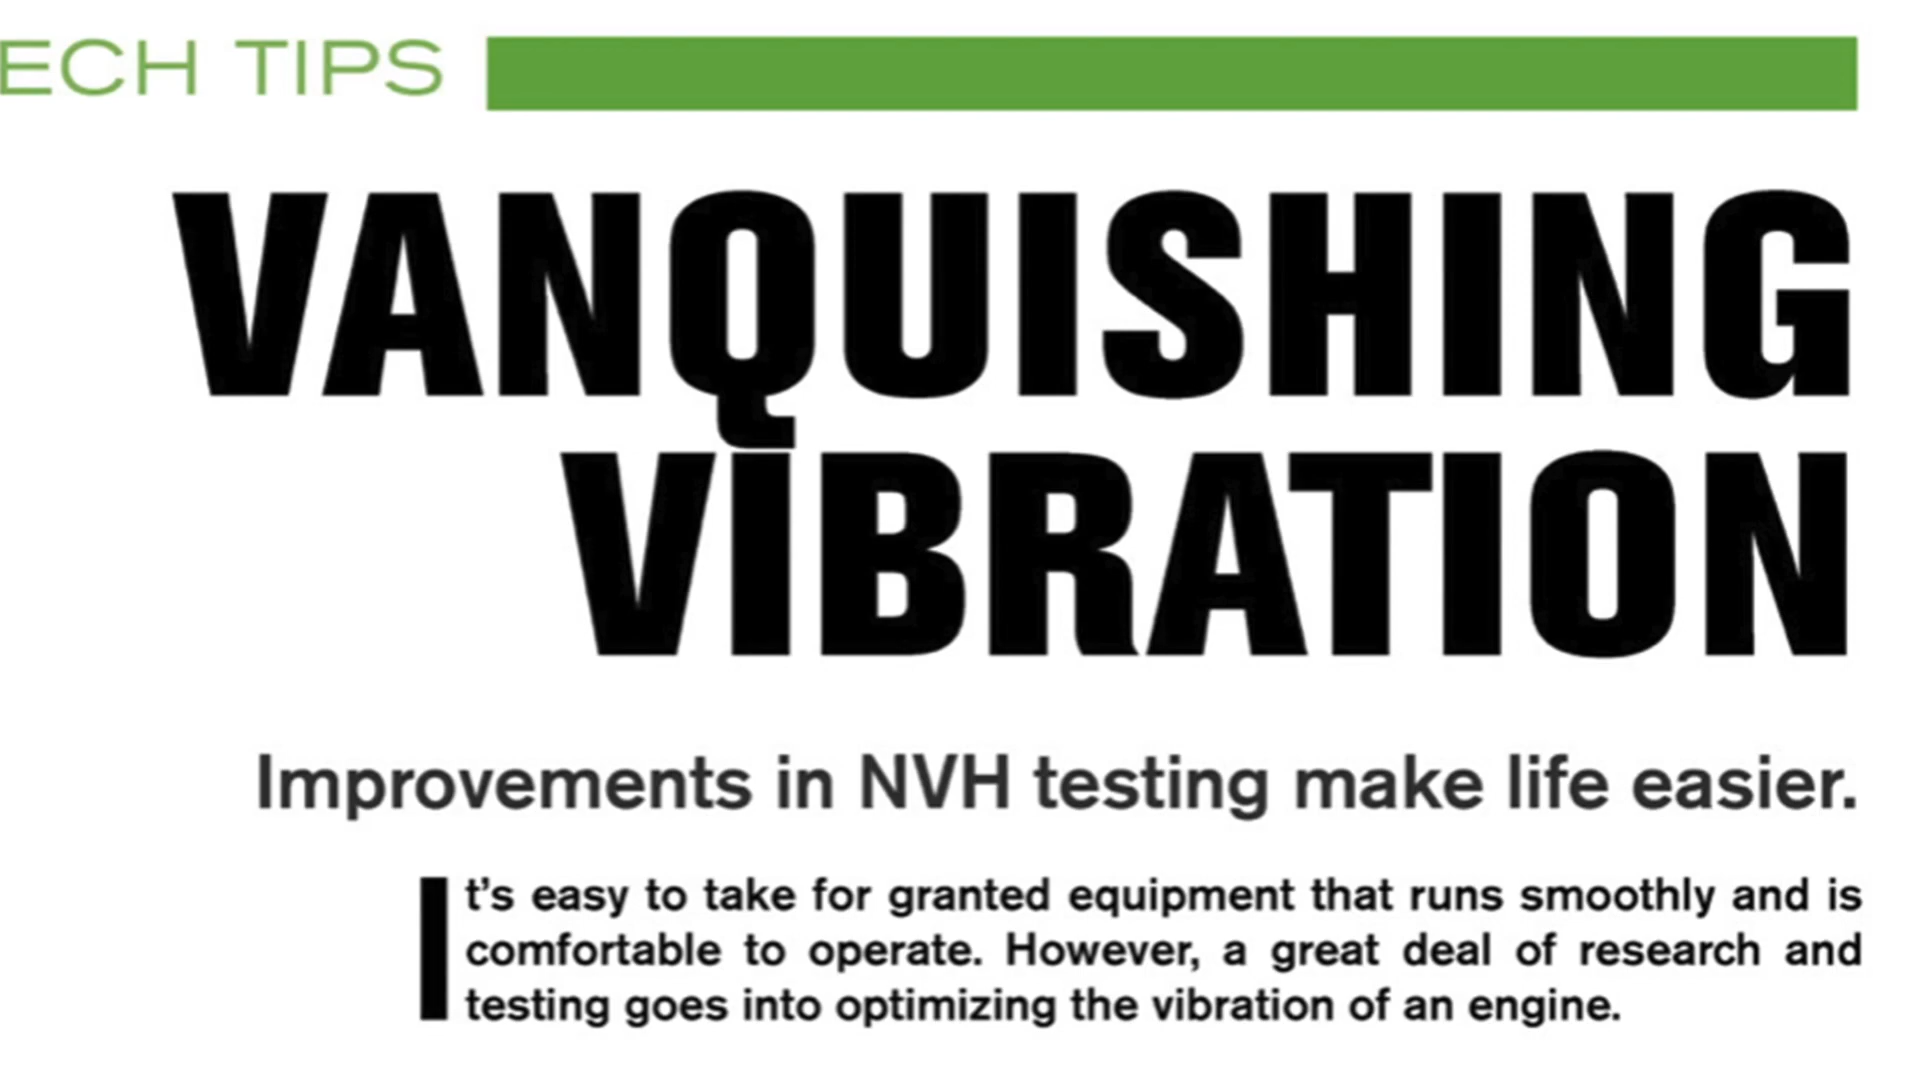 ECH TIPS
VANQUISHING
VIBRATION
Improvements in NVH testing make life easier.
It's easy to take for granted equipment that runs smoothly and is
comfortable to operate. However, a great deal of research and
testing goes into optimizing the vibration of an engine.